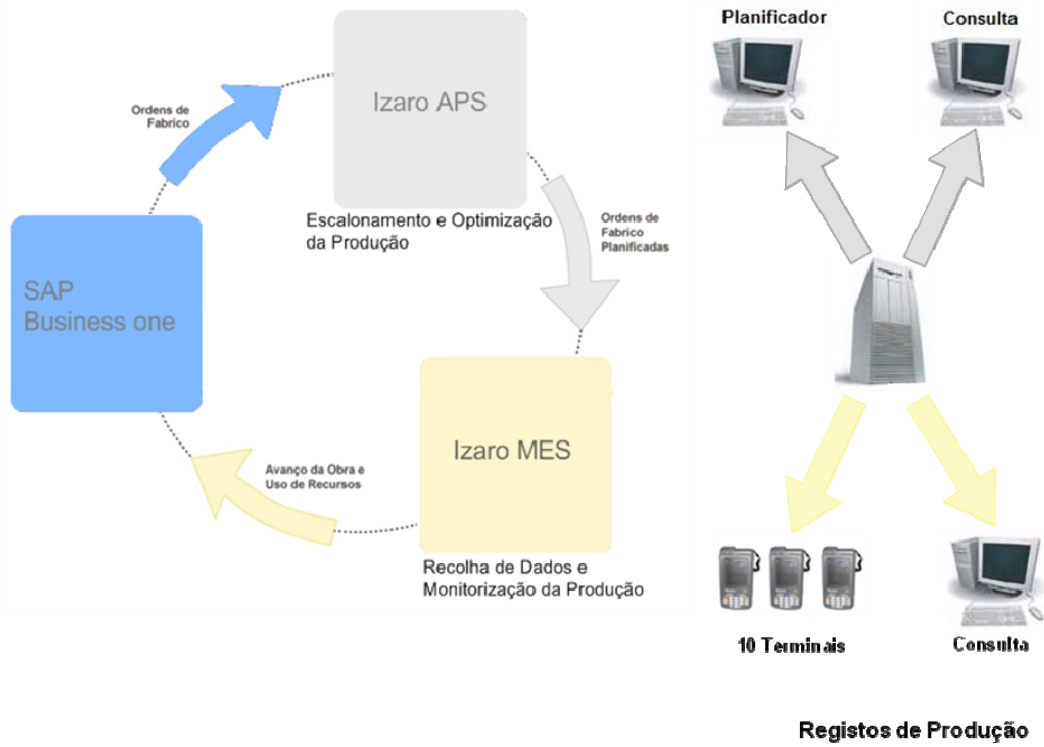 Planificador
Consulta
Ordens de
Fabrico
Izaro APS
Escalonamento e Optimização
da Produção
Ordens de
Fabrico
Planificadas
SAP
Business one
Izaro MES
Avanço da Obra e
Uso de Recursos
Recolha de Dados e
Monitorização da Produção
10 Terminais
Consulta
Registos de Produção